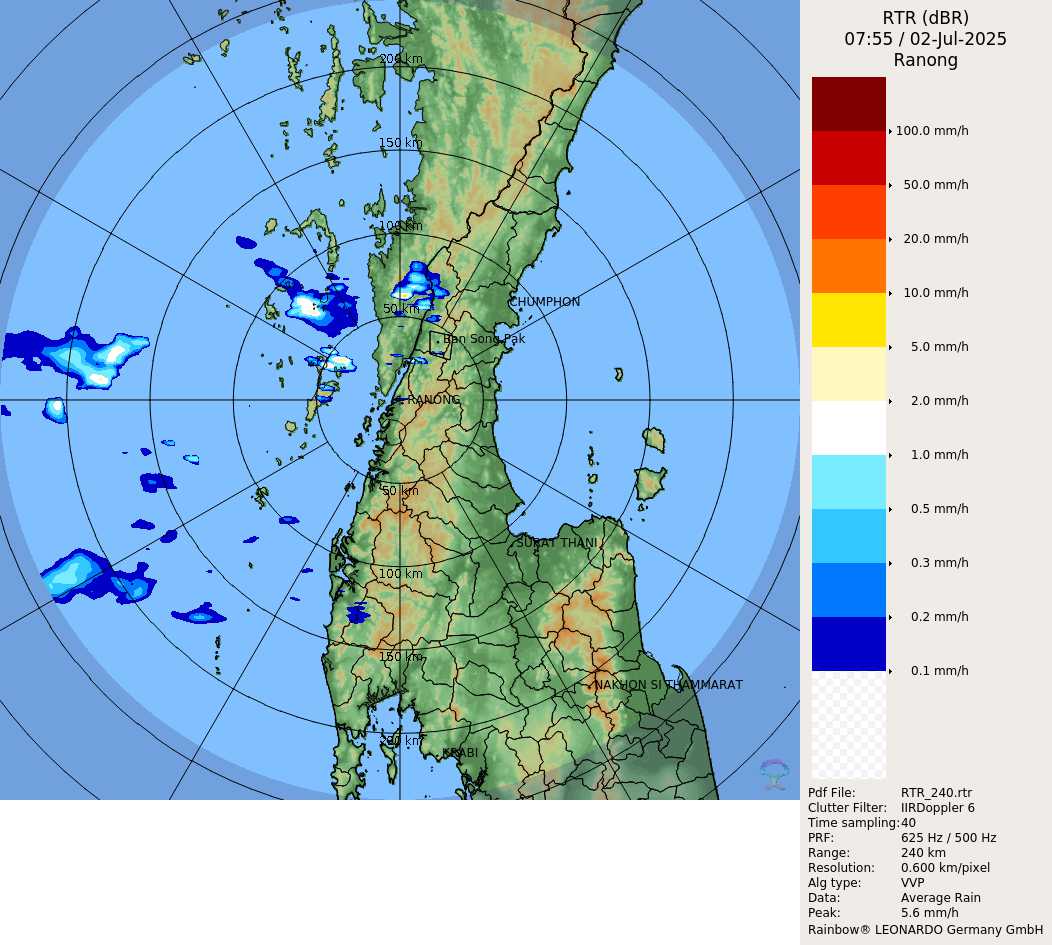 RTR (dBR)
07:55 / 02-Jul-2025
Ranong
200 km
150 km
100 km
50 km
CHUMPHON
Ban Song Pak
RANONG
50 km
SURAT THANI
100 km
150 km
NAKHON SI THAMMARAT
200 km
KRABI
100.0 mm/h
50.0 mm/h
20.0 mm/h
10.0 mm/h
5.0 mm/h
2.0 mm/h
1.0 mm/h
0.5 mm/h
0.3 mm/h
0.2 mm/h
0.1 mm/h
Pdf File: RTR_240.rtr
Clutter Filter: IIRDoppler 6
Time sampling:40
PRF: 625 Hz / 500 Hz
Range: 240 km
Resolution: 0.600 km/pixel
Alg type: VVP
Data: Average Rain
Peak: 5.6 mm/h
Rainbow® LEONARDO Germany GmbH